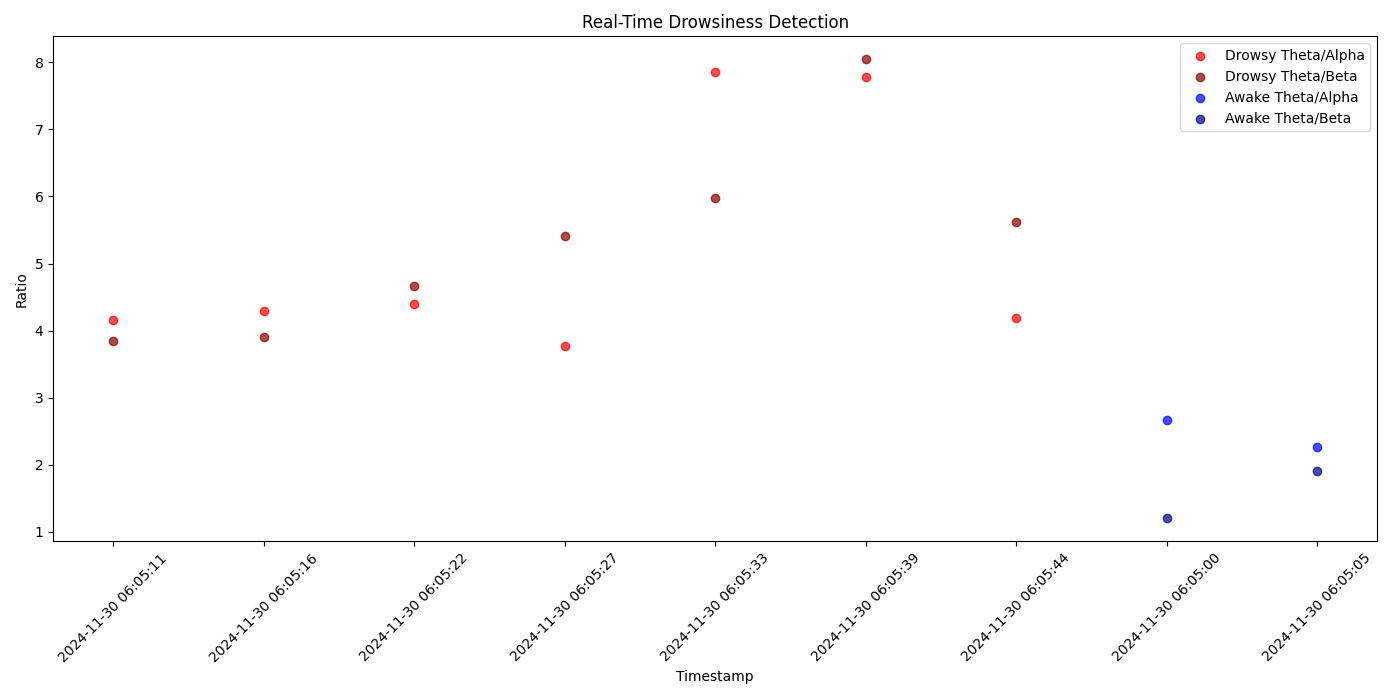 Real-Time Drowsiness Detection
Drowsy Theta/Alpha
Drowsy Theta/Beta
Awake Theta/Alpha
Awake Theta/Beta
Ratio
8
7
6
5
4
3
2
1
2024-11-30 06:05:11
2024-11-30 06:05:16
2024-11-30 06:05:22
2024-11-30 06:05:27
2024-11-30 06:05:33
2024-11-30 06:05:39
2024-11-30 06:05:44
2024-11-30 06:05:00
2024-11-30 06:05:05
Timestamp